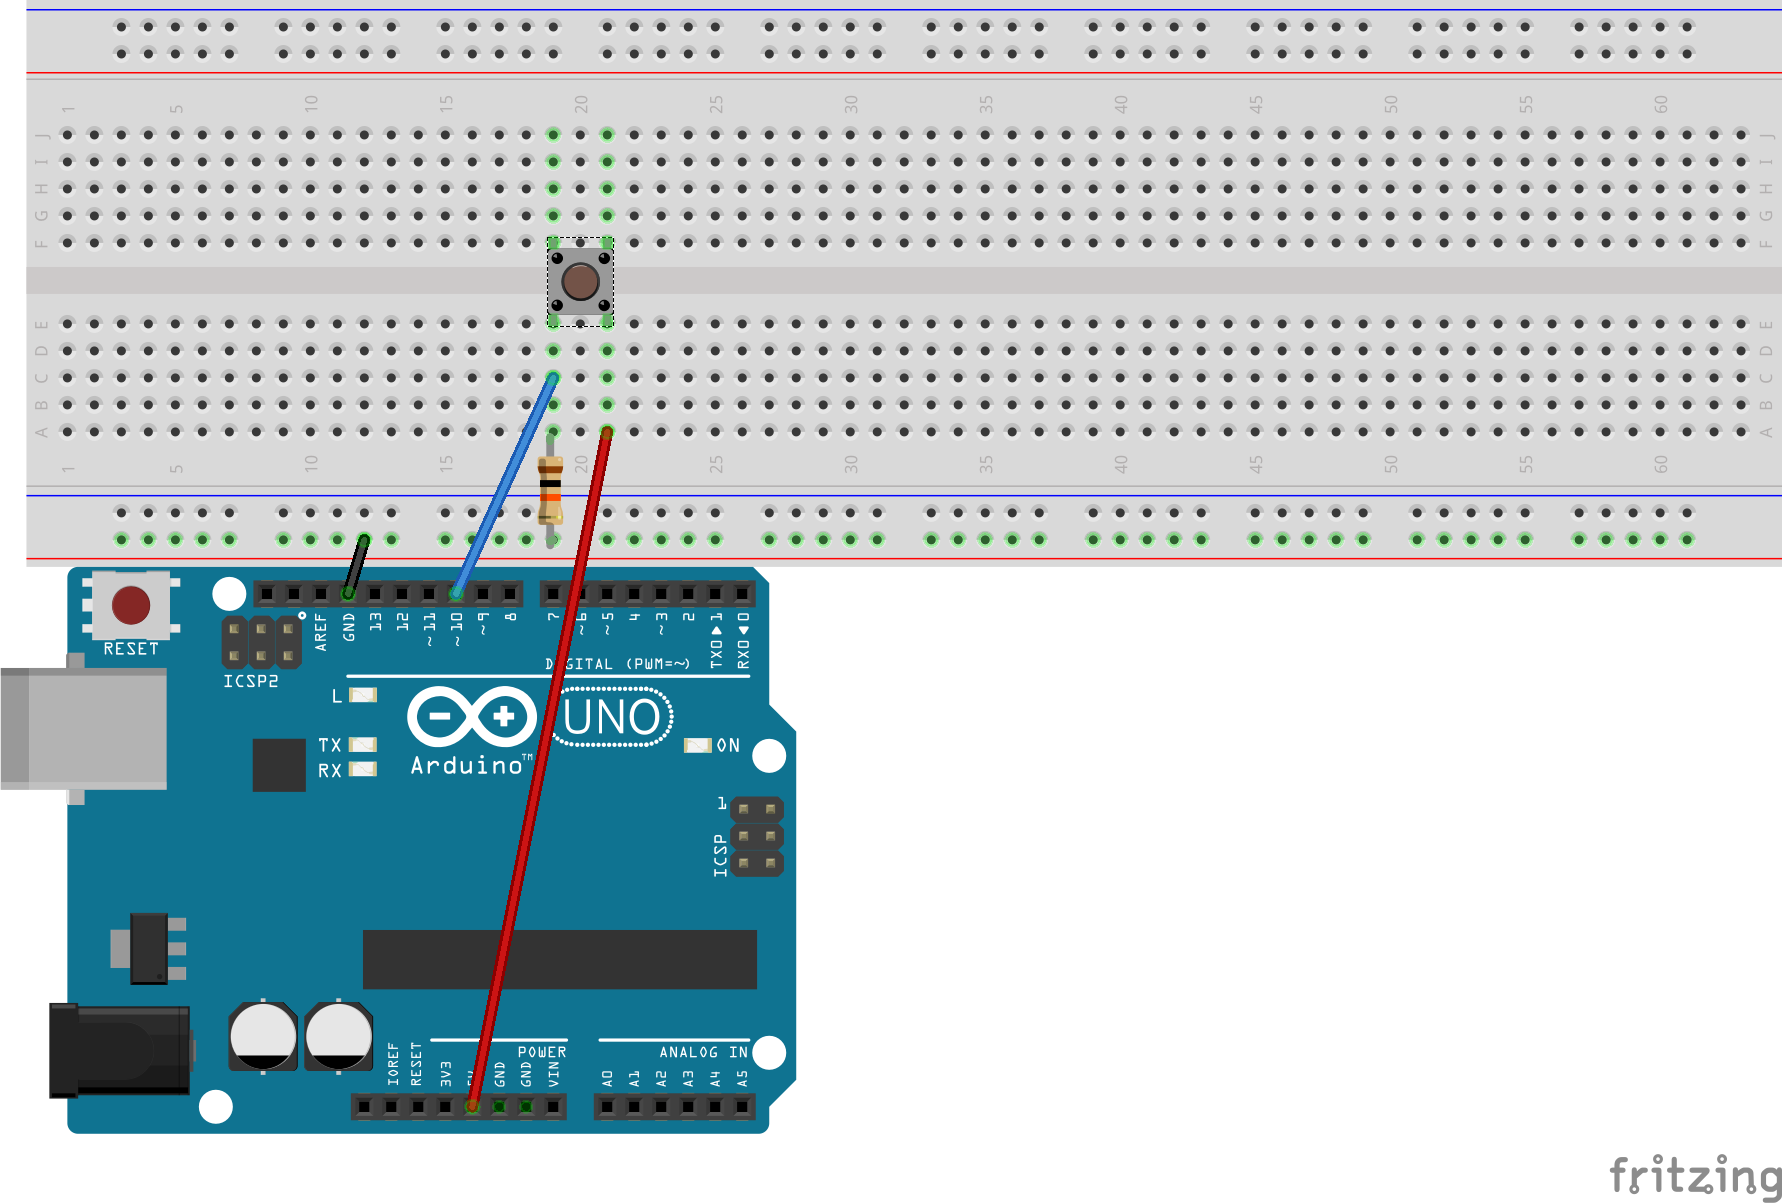 1 5 10 15 20 25 30 35 40 45 50 55 60
J J
I I
H H
G G
F F
E E
D D
C C
B B
A A
1 5 10 15 20 25 30 35 40 45 50 55 60
RESET
ICSP2
AREF GND 13 12 ~11 ~10 ~9 8 7 ~6 ~5 4 ~3 2 TX0▶1 RX0◀0
DIGITAL (PWM=~)
L
TX
RX
Arduino™
UNO
ON
1
ICSP
POWER
ANALOG IN
IOREF RESET 3V3 5V GND GND VIN A0 A1 A2 A3 A4 A5
fritzing